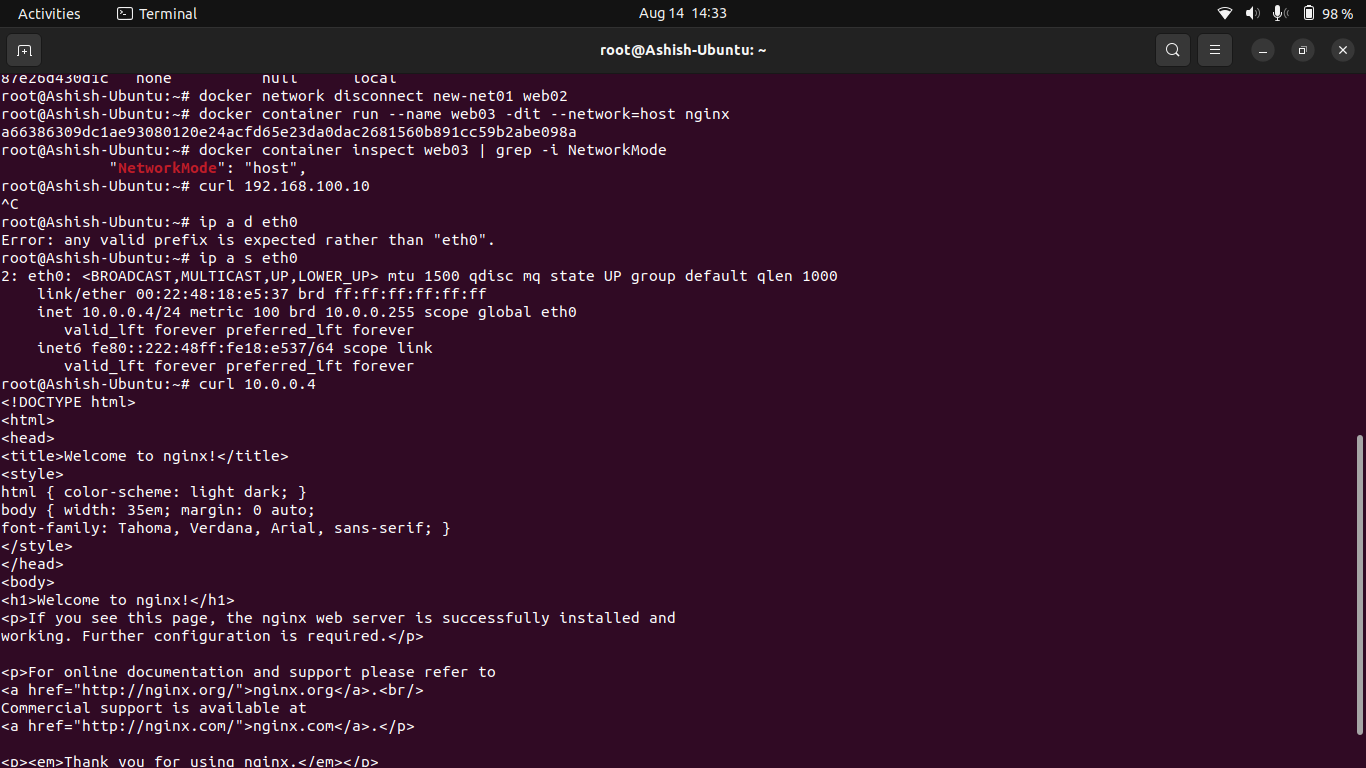 Activities Terminal Aug 14 14:33 98 %
root@Ashish-Ubuntu: ~
87e26d430d1c   none          null      local
root@Ashish-Ubuntu:~# docker network disconnect new-net01 web02
root@Ashish-Ubuntu:~# docker container run --name web03 -dit --network=host nginx
a66386309dc1ae93080120e24acfd65e23da0dac2681560b891cc59b2abe098a
root@Ashish-Ubuntu:~# docker container inspect web03 | grep -i NetworkMode
            "NetworkMode": "host",
root@Ashish-Ubuntu:~# curl 192.168.100.10
^C
root@Ashish-Ubuntu:~# ip a d eth0
Error: any valid prefix is expected rather than "eth0".
root@Ashish-Ubuntu:~# ip a s eth0
2: eth0: <BROADCAST,MULTICAST,UP,LOWER_UP> mtu 1500 qdisc mq state UP group default qlen 1000
    link/ether 00:22:48:18:e5:37 brd ff:ff:ff:ff:ff:ff
    inet 10.0.0.4/24 metric 100 brd 10.0.0.255 scope global eth0
       valid_lft forever preferred_lft forever
    inet6 fe80::222:48ff:fe18:e537/64 scope link
       valid_lft forever preferred_lft forever
root@Ashish-Ubuntu:~# curl 10.0.0.4
<!DOCTYPE html>
<html>
<head>
<title>Welcome to nginx!</title>
<style>
html { color-scheme: light dark; }
body { width: 35em; margin: 0 auto;
font-family: Tahoma, Verdana, Arial, sans-serif; }
</style>
</head>
<body>
<h1>Welcome to nginx!</h1>
<p>If you see this page, the nginx web server is successfully installed and
working. Further configuration is required.</p>

<p>For online documentation and support please refer to
<a href="http://nginx.org/">nginx.org</a>.<br/>
Commercial support is available at
<a href="http://nginx.com/">nginx.com</a>.</p>

<p><em>Thank you for using nginx.</em></p>